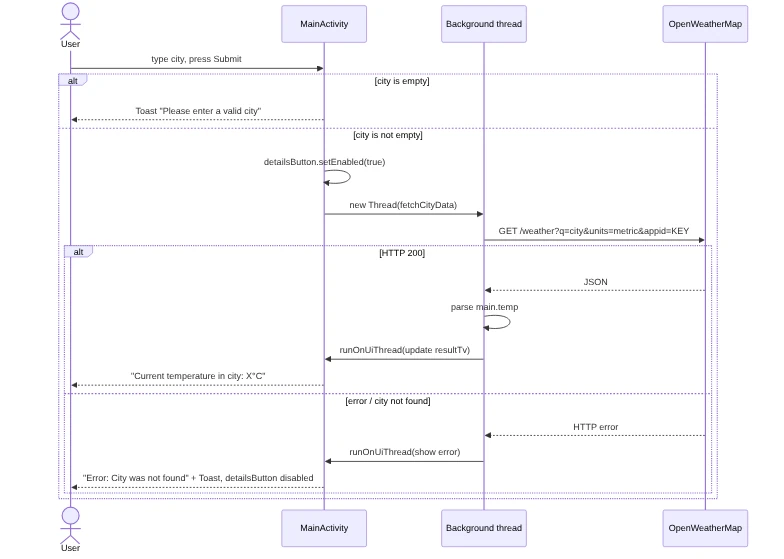 User
MainActivity
Background thread
OpenWeatherMap
type city, press Submit
alt
[city is empty]
Toast "Please enter a valid city"
[city is not empty]
detailsButton.setEnabled(true)
new Thread(fetchCityData)
GET /weather?q=city&units=metric&appid=KEY
alt
[HTTP 200]
JSON
parse main.temp
runOnUiThread(update resultTv)
"Current temperature in city: X°C"
[error / city not found]
HTTP error
runOnUiThread(show error)
"Error: City was not found" + Toast, detailsButton disabled
User
MainActivity
Background thread
OpenWeatherMap